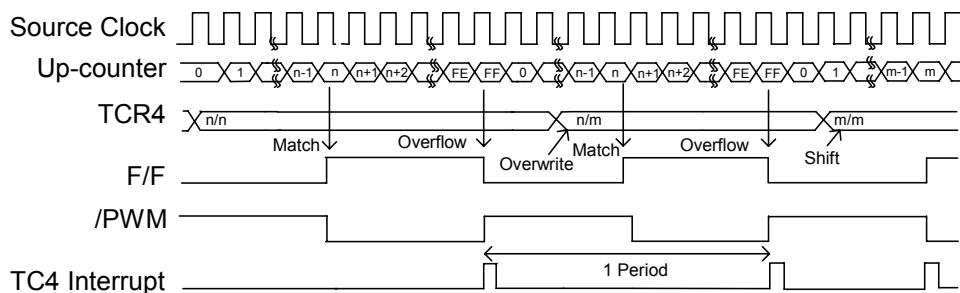 Source Clock
Up-counter
0 1 n-1 n n+1 n+2 FE FF 0 n-1 n n+1 n+2 FE FF 0 1 m-1 m
TCR4
n/n n/m m/m
Match Overflow Overwrite Match Overflow Shift
F/F
/PWM
1 Period
TC4 Interrupt